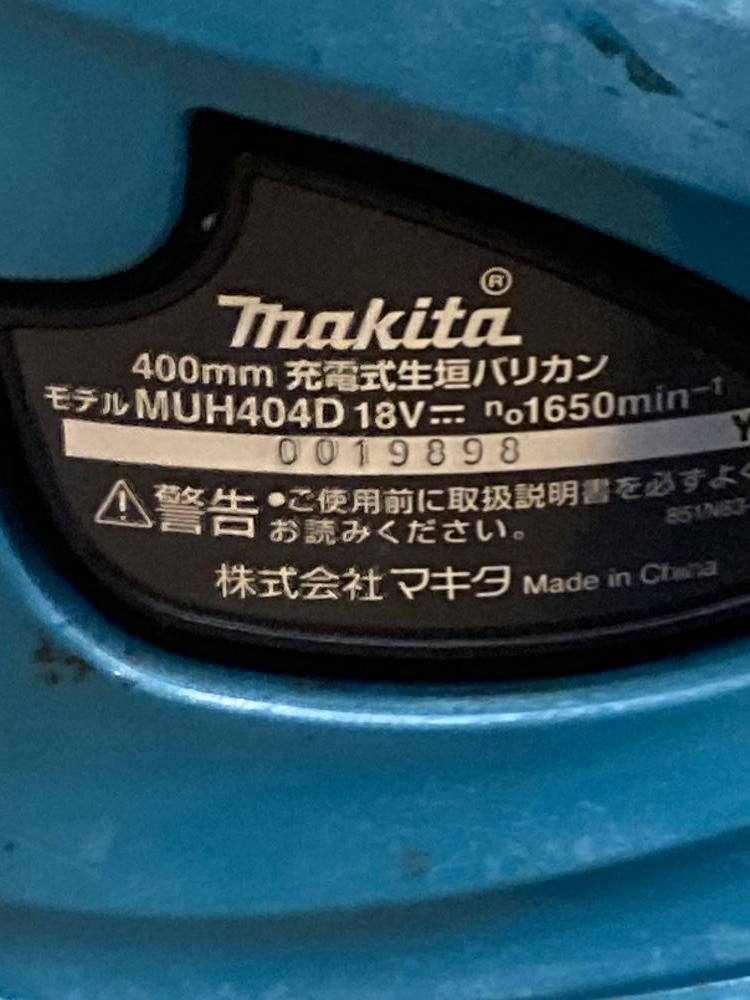 makita®
400mm 充電式生垣バリカン
モデル MUH404D 18V⎓ n₀1650min⁻¹
0019898 Y
⚠警告 •ご使用前に取扱説明書を必ずよく
お読みください。
851N83
株式会社 マキタ Made in China